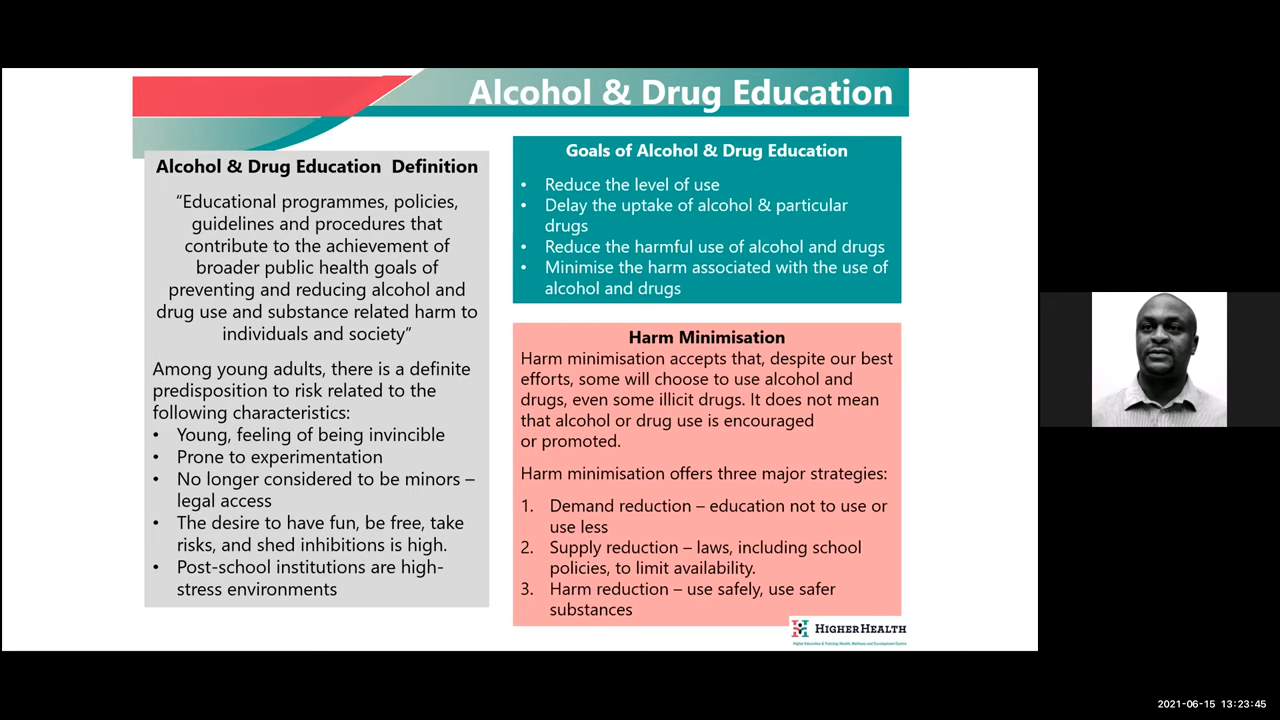 Alcohol & Drug Education
Alcohol & Drug Education Definition
“Educational programmes, policies,
guidelines and procedures that
contribute to the achievement of
broader public health goals of
preventing and reducing alcohol and
drug use and substance related harm to
individuals and society”
Among young adults, there is a definite
predisposition to risk related to the
following characteristics:
• Young, feeling of being invincible
• Prone to experimentation
• No longer considered to be minors –
legal access
• The desire to have fun, be free, take
risks, and shed inhibitions is high.
• Post-school institutions are high-
stress environments
Goals of Alcohol & Drug Education
• Reduce the level of use
• Delay the uptake of alcohol & particular
drugs
• Reduce the harmful use of alcohol and drugs
• Minimise the harm associated with the use of
alcohol and drugs
Harm Minimisation
Harm minimisation accepts that, despite our best
efforts, some will choose to use alcohol and
drugs, even some illicit drugs. It does not mean
that alcohol or drug use is encouraged
or promoted.
Harm minimisation offers three major strategies:
1. Demand reduction – education not to use or
use less
2. Supply reduction – laws, including school
policies, to limit availability.
3. Harm reduction – use safely, use safer
substances
HIGHER HEALTH
Higher Education & Training: Health, Wellness and Development Centre
2021-06-15 13:23:45